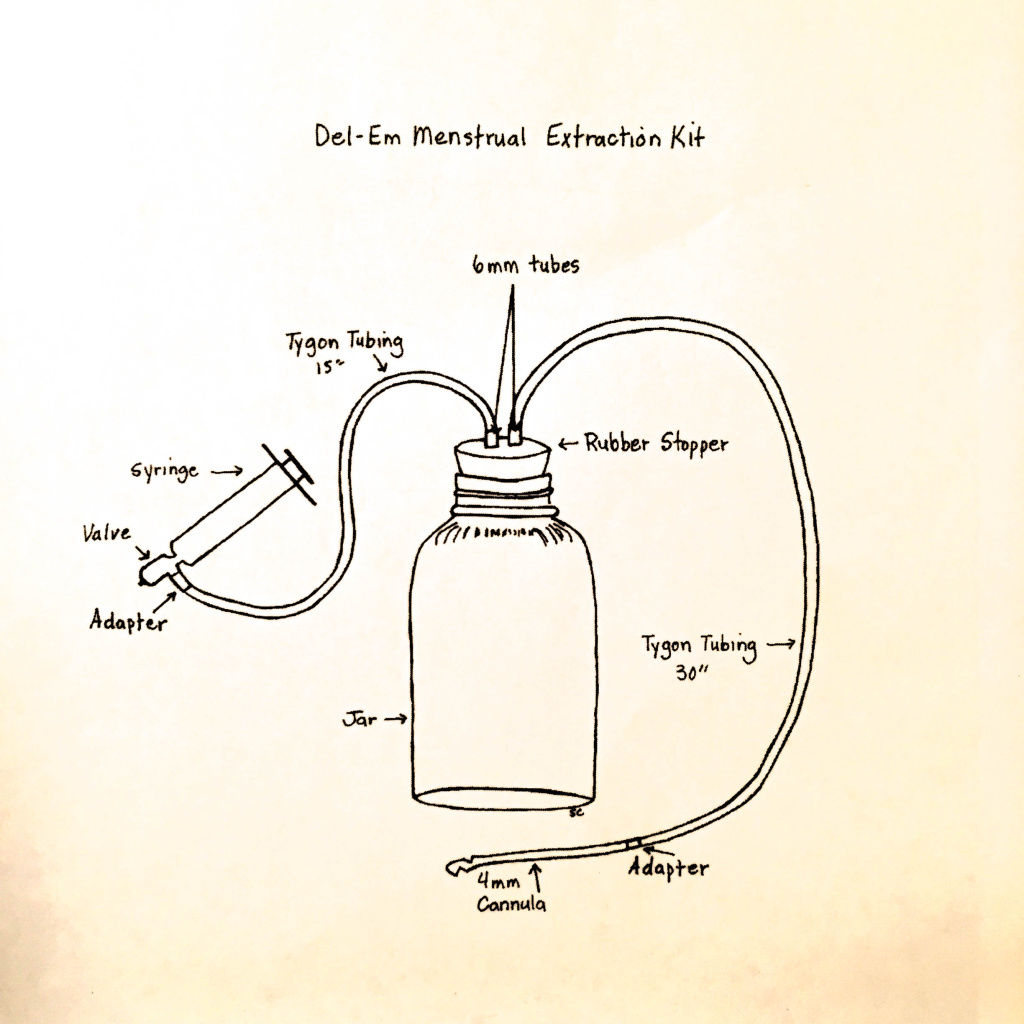 Del-Em Menstrual Extraction Kit
6mm tubes
Tygon Tubing
15"
Rubber Stopper
Syringe
Valve
Adapter
Tygon Tubing
30"
Jar
sc
Adapter
4mm
Cannula